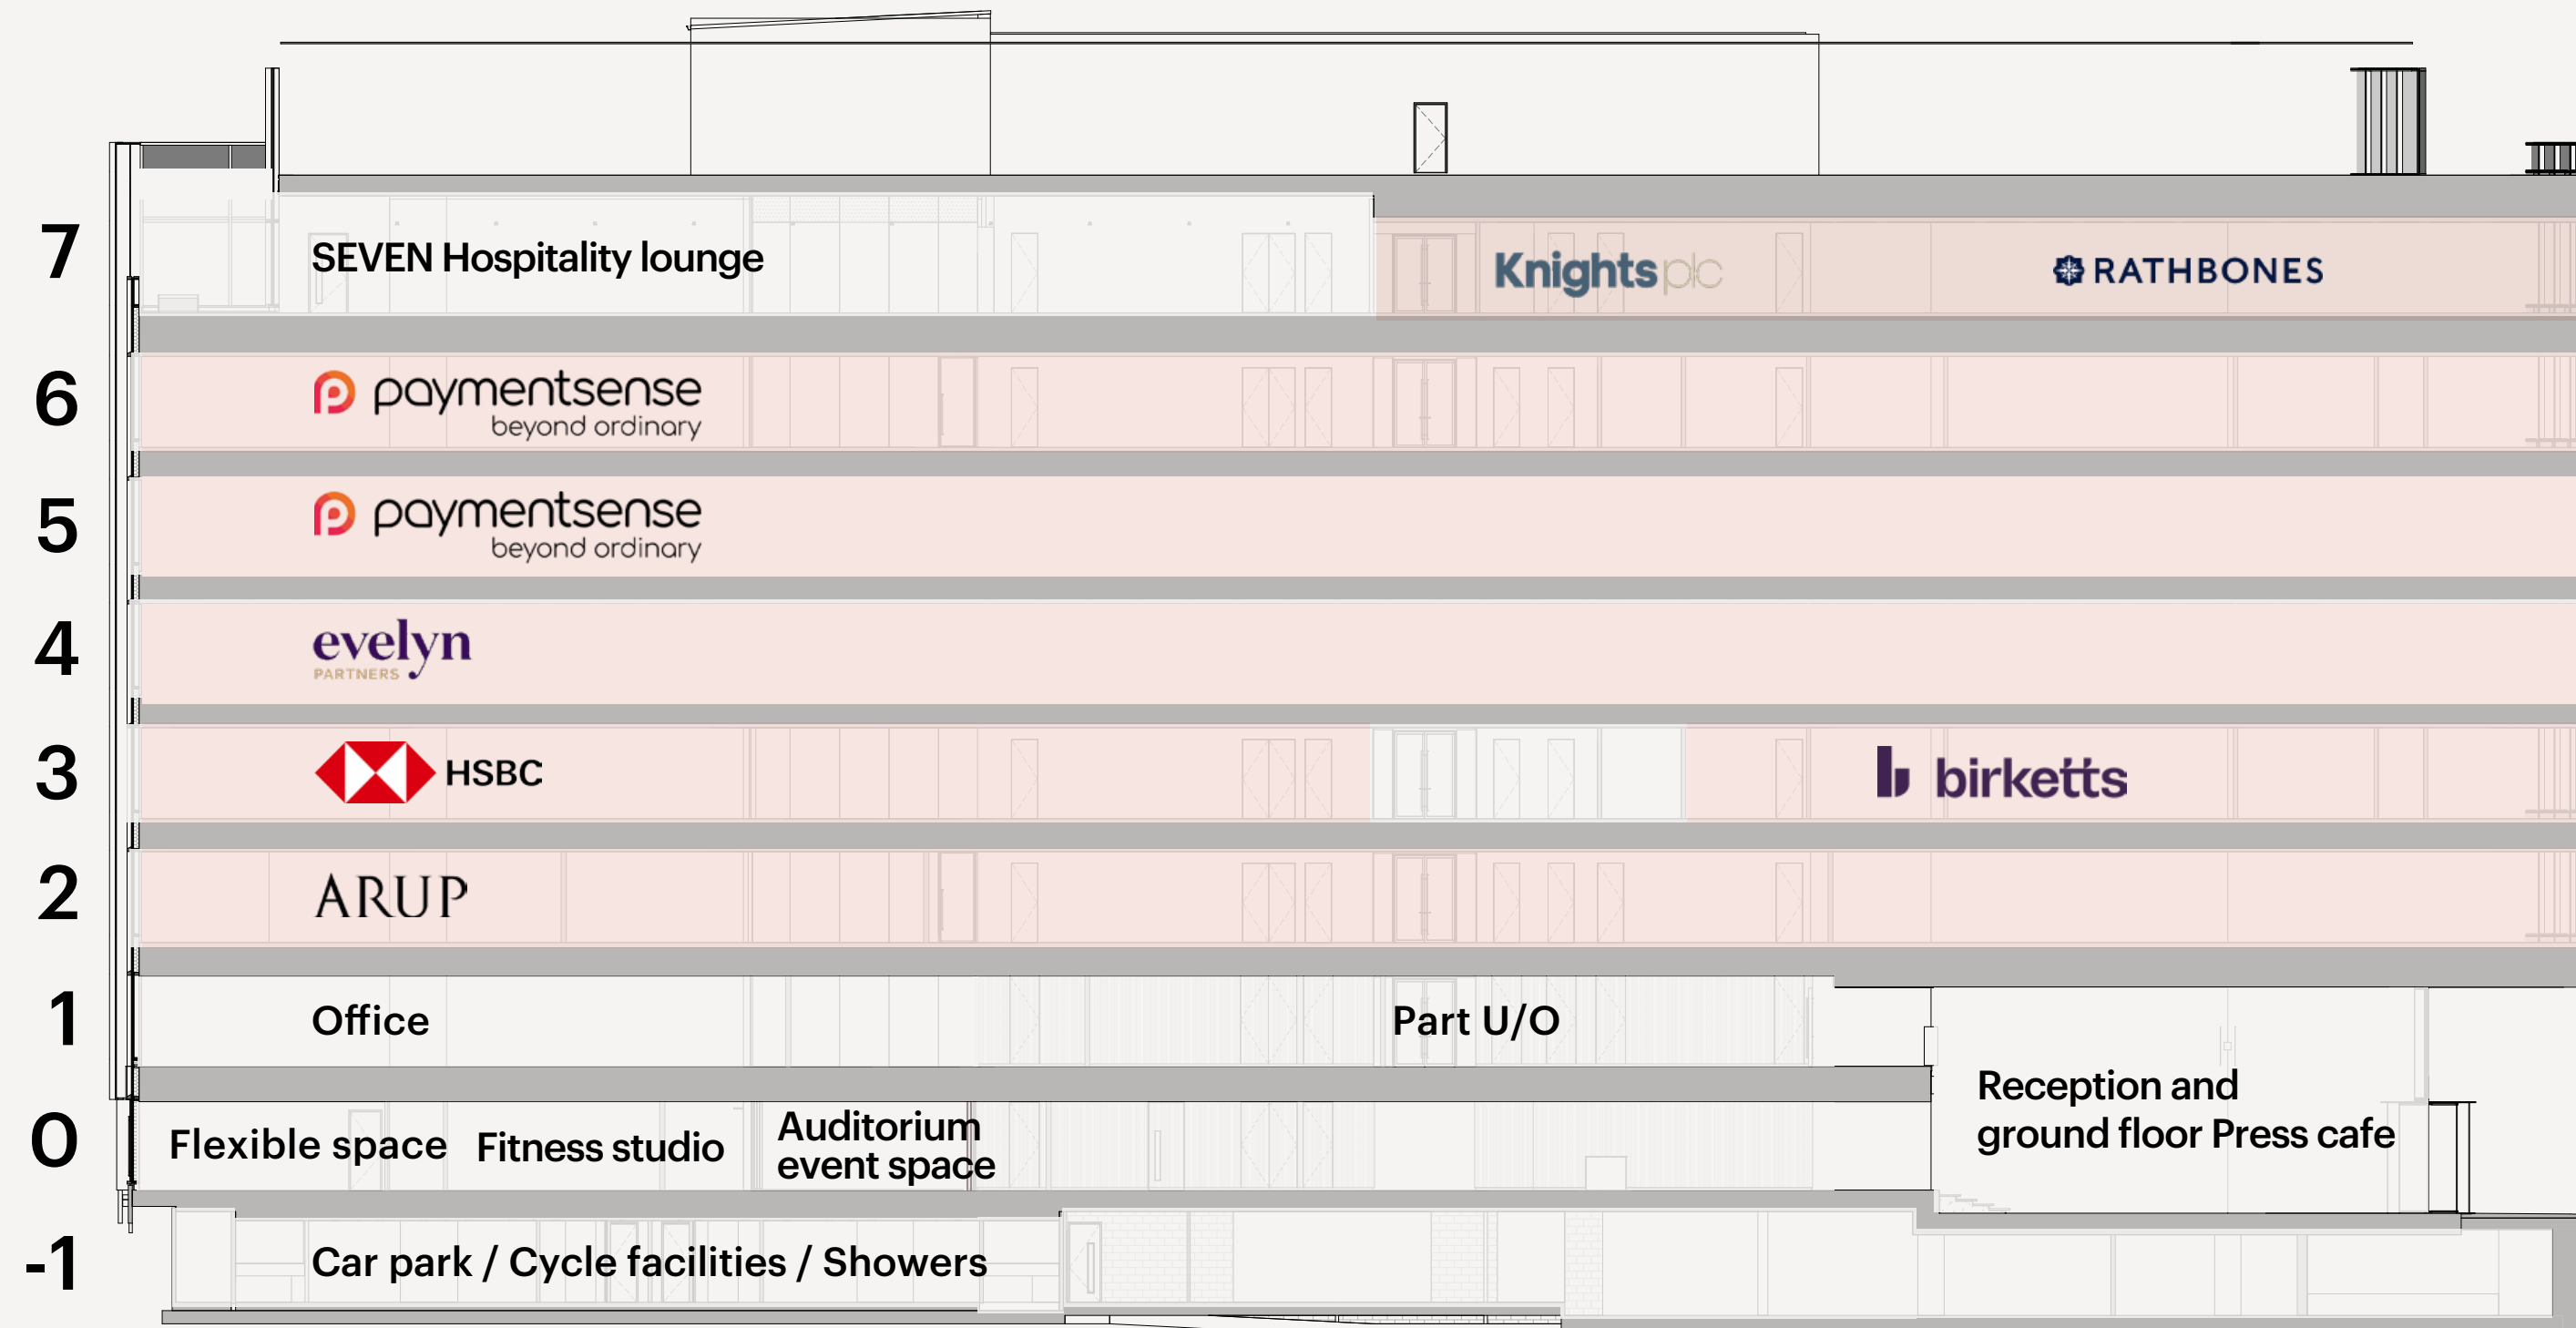 7
SEVEN Hospitality lounge
Knights plc
RATHBONES
6
paymentsense
beyond ordinary
5
paymentsense
beyond ordinary
4
evelyn
PARTNERS
3
HSBC
birketts
2
ARUP
1
Office
Part U/O
0
Flexible space
Fitness studio
Auditorium
event space
Reception and
ground floor Press cafe
-1
Car park / Cycle facilities / Showers